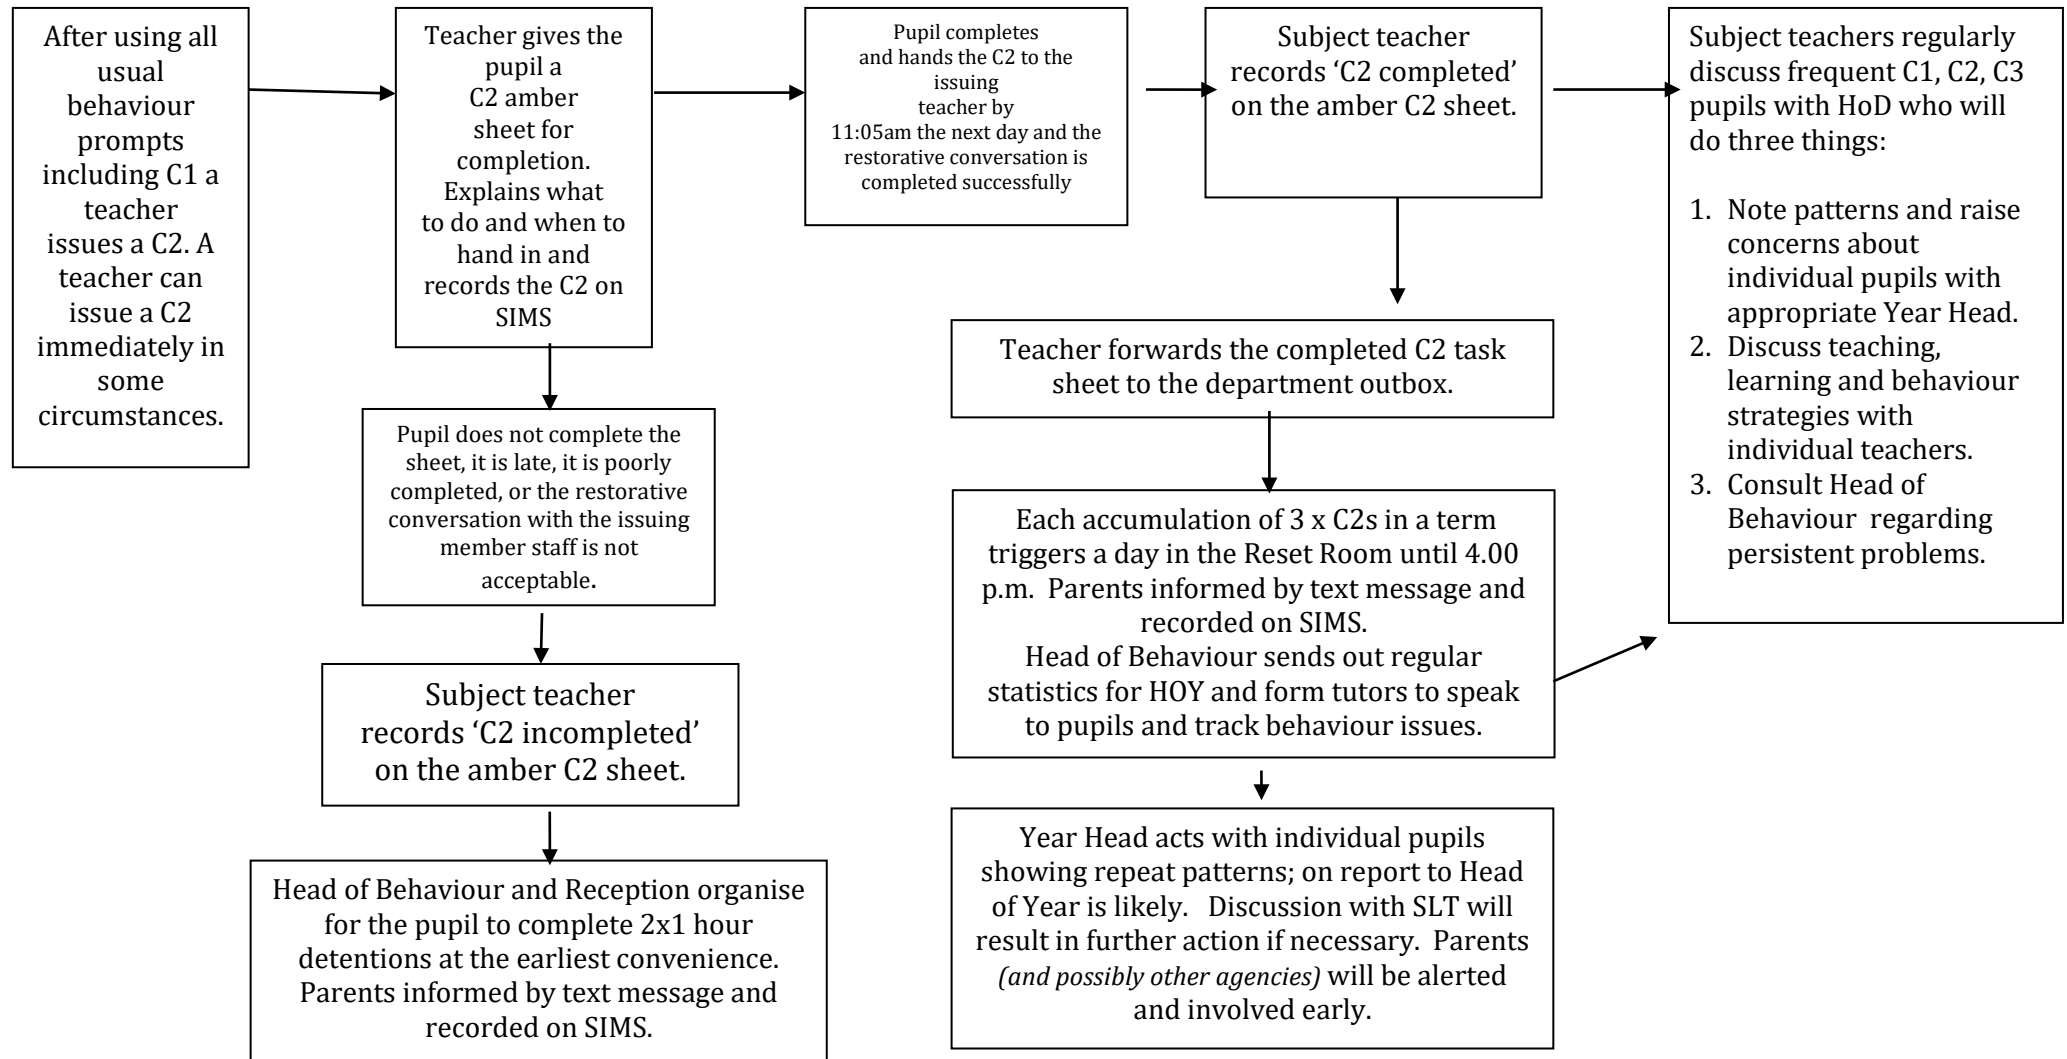 After using all
usual
behaviour
prompts
including C1 a
teacher
issues a C2. A
teacher can
issue a C2
immediately in
some
circumstances.
Teacher gives the
pupil a
C2 amber
sheet for
completion.
Explains what
to do and when to
hand in and
records the C2 on
SIMS
Pupil completes
and hands the C2 to the
issuing
teacher by
11:05am the next day and the
restorative conversation is
completed successfully
Subject teacher
records ‘C2 completed’
on the amber C2 sheet.
Subject teachers regularly
discuss frequent C1, C2, C3
pupils with HoD who will
do three things:
1. Note patterns and raise
concerns about
individual pupils with
appropriate Year Head.
2. Discuss teaching,
learning and behaviour
strategies with
individual teachers.
3. Consult Head of
Behaviour regarding
persistent problems.
Teacher forwards the completed C2 task
sheet to the department outbox.
Pupil does not complete the
sheet, it is late, it is poorly
completed, or the restorative
conversation with the issuing
member staff is not
acceptable.
Each accumulation of 3 x C2s in a term
triggers a day in the Reset Room until 4.00
p.m. Parents informed by text message and
recorded on SIMS.
Head of Behaviour sends out regular
statistics for HOY and form tutors to speak
to pupils and track behaviour issues.
Subject teacher
records ‘C2 incompleted’
on the amber C2 sheet.
Year Head acts with individual pupils
showing repeat patterns; on report to Head
of Year is likely. Discussion with SLT will
result in further action if necessary. Parents
(and possibly other agencies) will be alerted
and involved early.
Head of Behaviour and Reception organise
for the pupil to complete 2x1 hour
detentions at the earliest convenience.
Parents informed by text message and
recorded on SIMS.